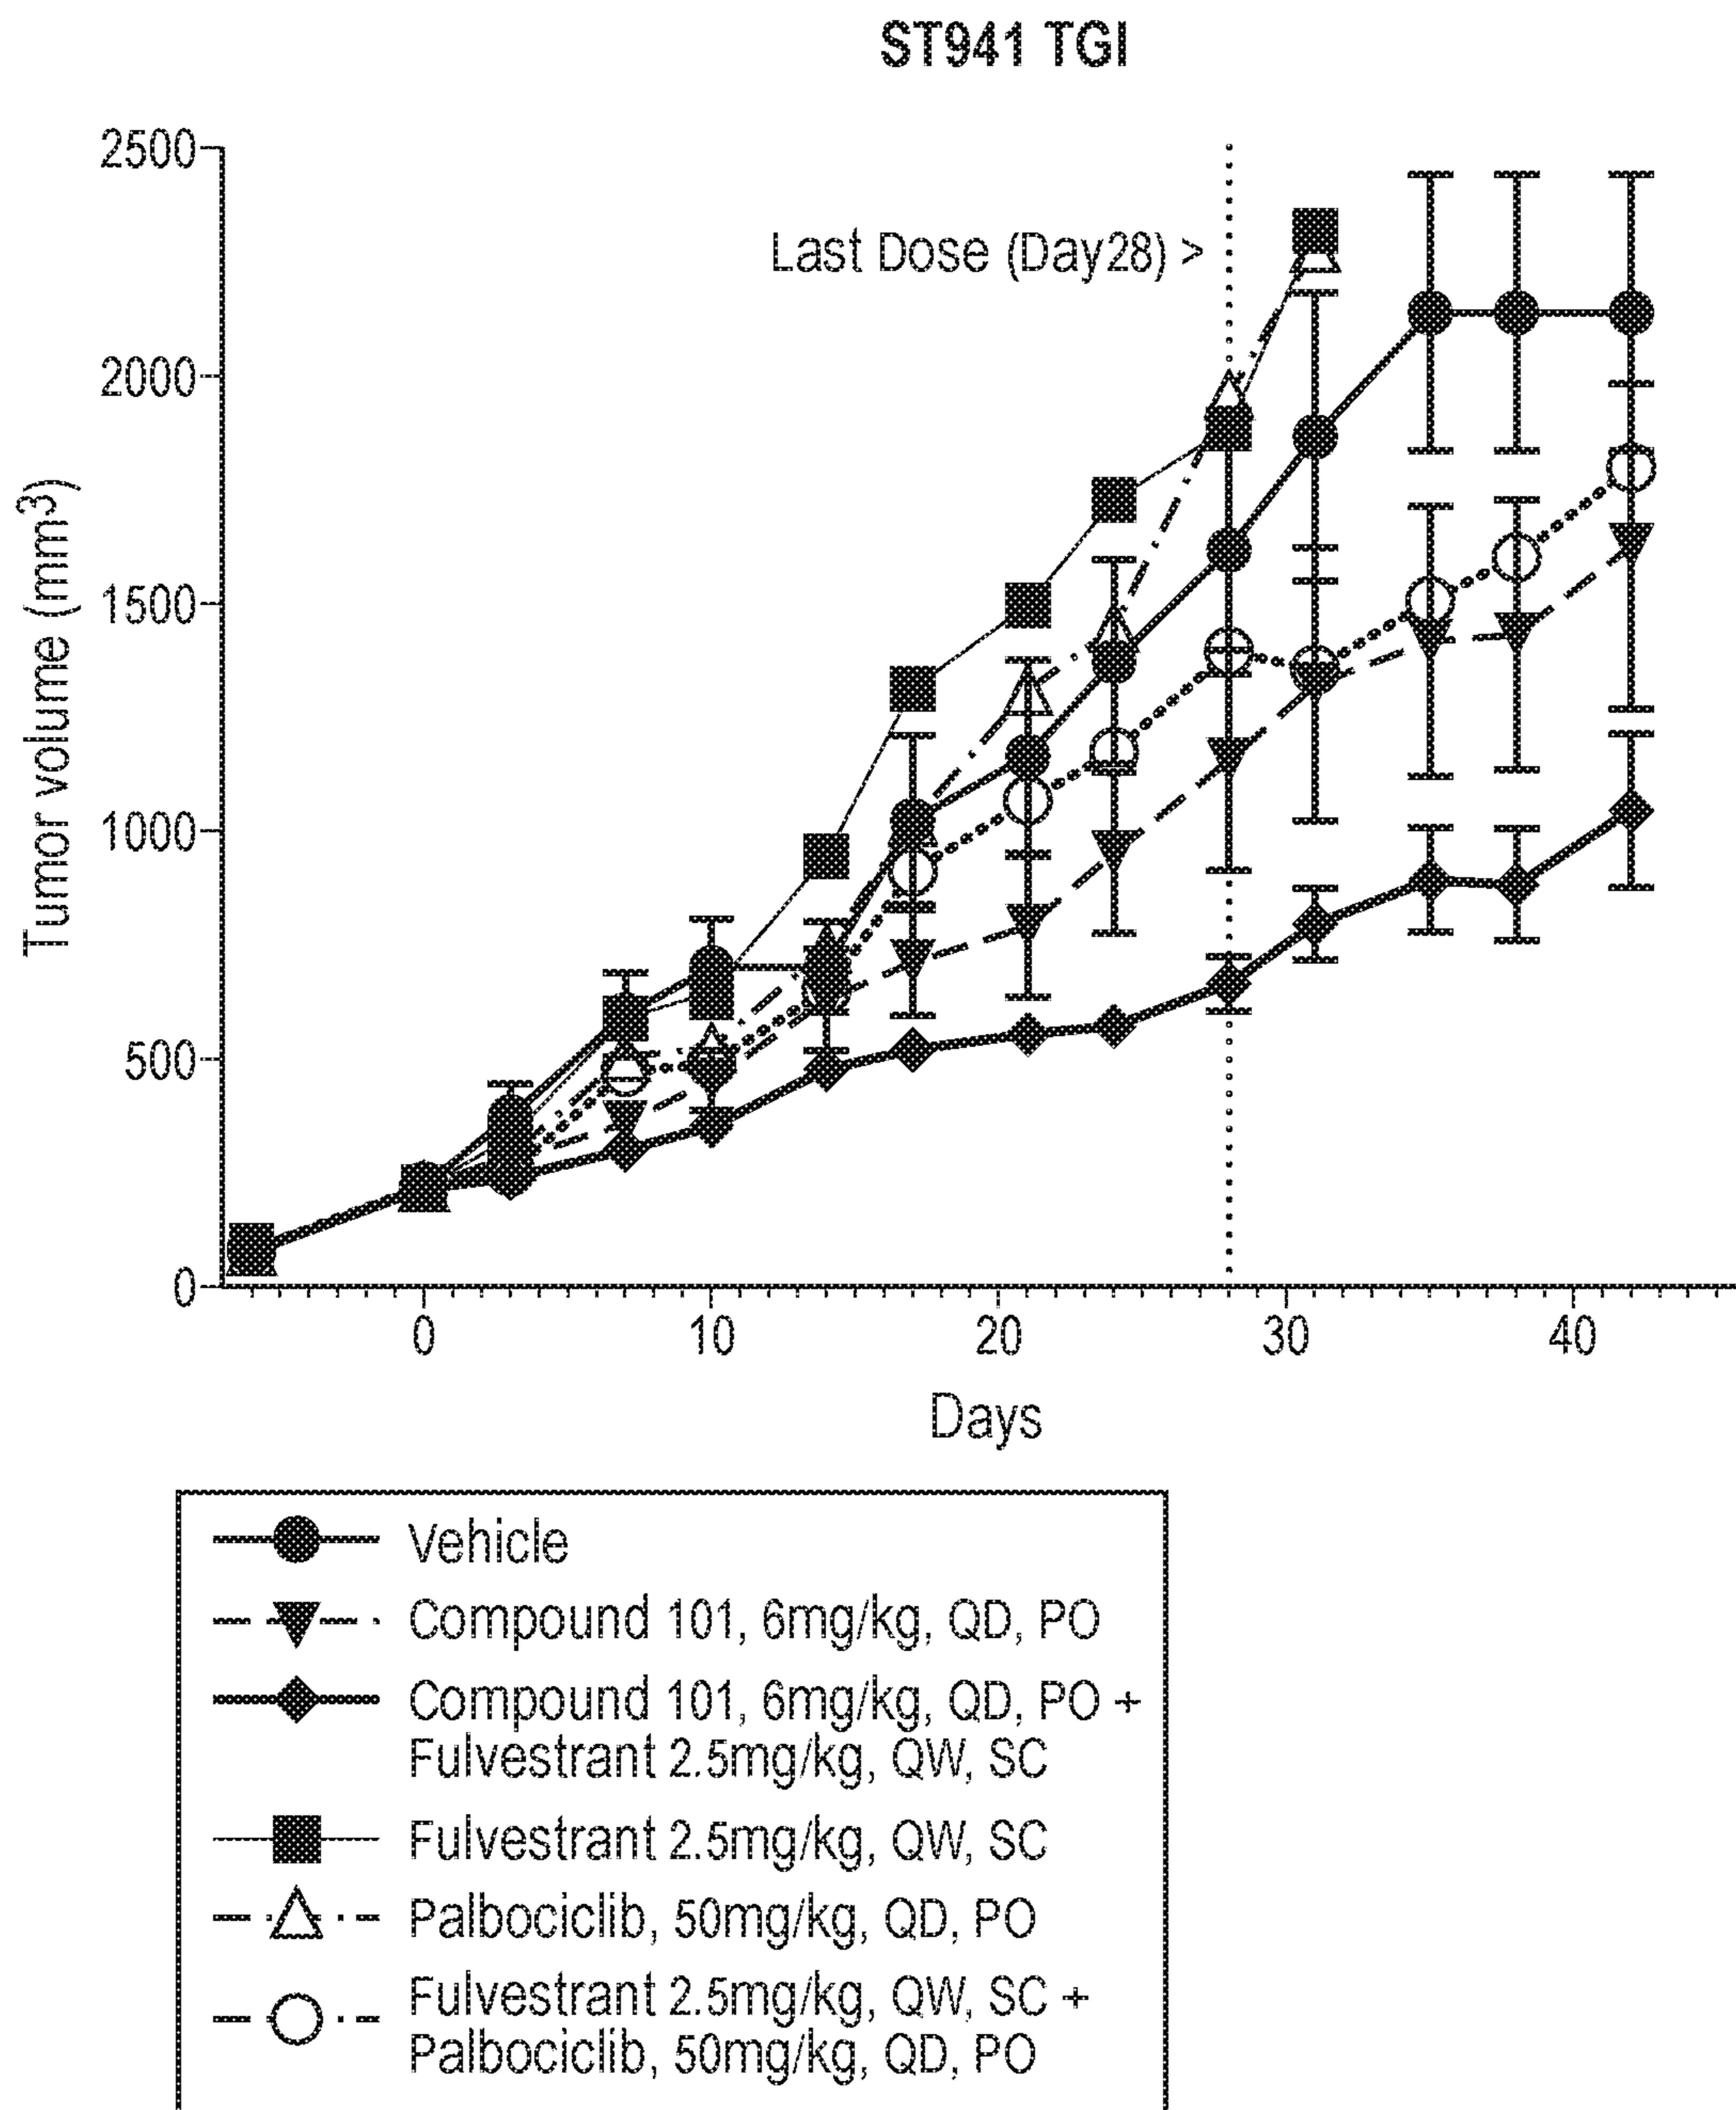 ST941 TGI
2500
2000
1500
1000
500
0
Tumor volume (mm3)
Last Dose (Day28) >
0 10 20 30 40
Days
Vehicle
Compound 101, 6mg/kg, QD, PO
Compound 101, 6mg/kg, QD, PO +
Fulvestrant 2.5mg/kg, QW, SC
Fulvestrant 2.5mg/kg, QW, SC
Palbociclib, 50mg/kg, QD, PO
Fulvestrant 2.5mg/kg, QW, SC +
Palbociclib, 50mg/kg, QD, PO